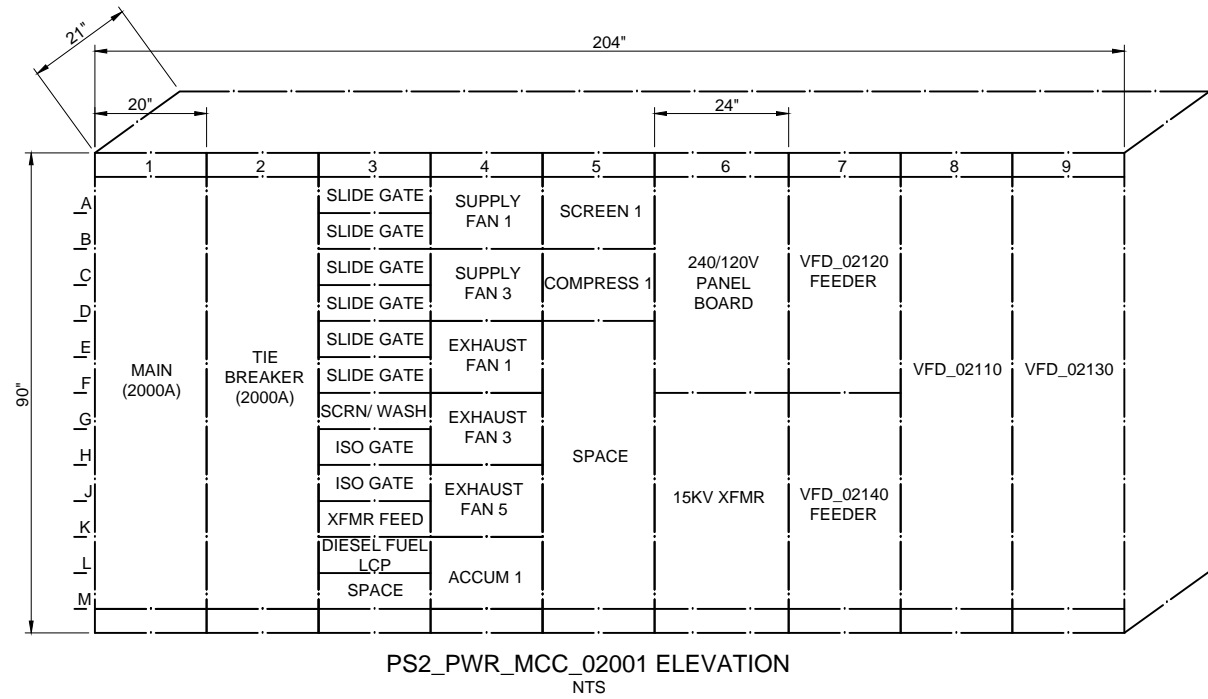 21"
204"
20"
24"
90"
1 2 3 4 5 6 7 8 9
A
B
C
D
E
F
G
H
J
K
L
M
MAIN
(2000A)
TIE
BREAKER
(2000A)
SLIDE GATE
SLIDE GATE
SLIDE GATE
SLIDE GATE
SLIDE GATE
SLIDE GATE
SCRN/ WASH
ISO GATE
ISO GATE
XFMR FEED
DIESEL FUEL
LCP
SPACE
SUPPLY
FAN 1
SUPPLY
FAN 3
EXHAUST
FAN 1
EXHAUST
FAN 3
EXHAUST
FAN 5
ACCUM 1
SCREEN 1
COMPRESS 1
SPACE
240/120V
PANEL
BOARD
15KV XFMR
VFD_02120
FEEDER
VFD_02140
FEEDER
VFD_02110
VFD_02130
PS2_PWR_MCC_02001 ELEVATION
NTS